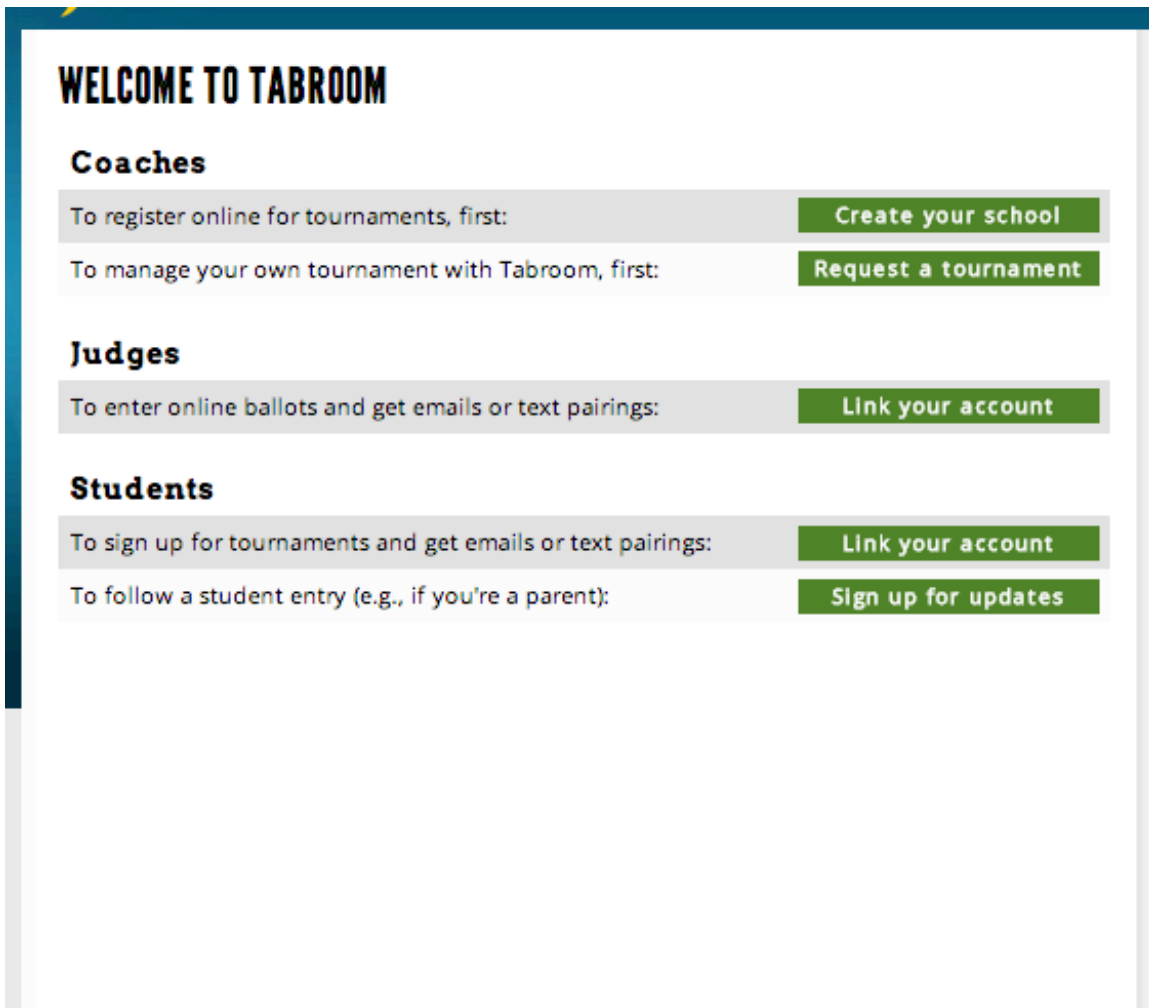 WELCOME TO TABROOM
Coaches
To register online for tournaments, first:
Create your school
To manage your own tournament with Tabroom, first:
Request a tournament
Judges
To enter online ballots and get emails or text pairings:
Link your account
Students
To sign up for tournaments and get emails or text pairings:
Link your account
To follow a student entry (e.g., if you're a parent):
Sign up for updates